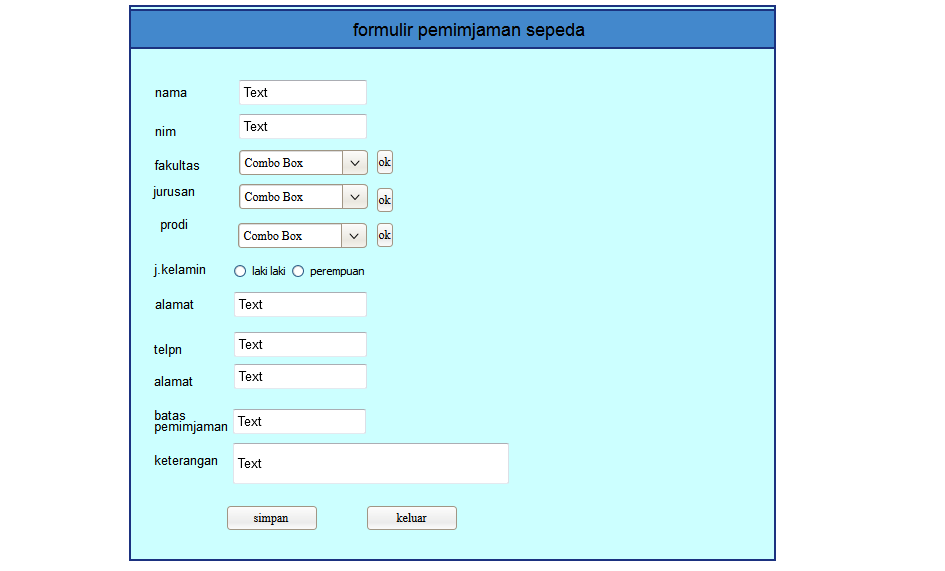 formulir pemimjaman sepeda
nama Text
nim Text
fakultas Combo Box ok
jurusan Combo Box ok
prodi Combo Box ok
j.kelamin laki laki perempuan
alamat Text
telpn Text
alamat Text
batas
pemimjaman Text
keterangan Text
simpan keluar